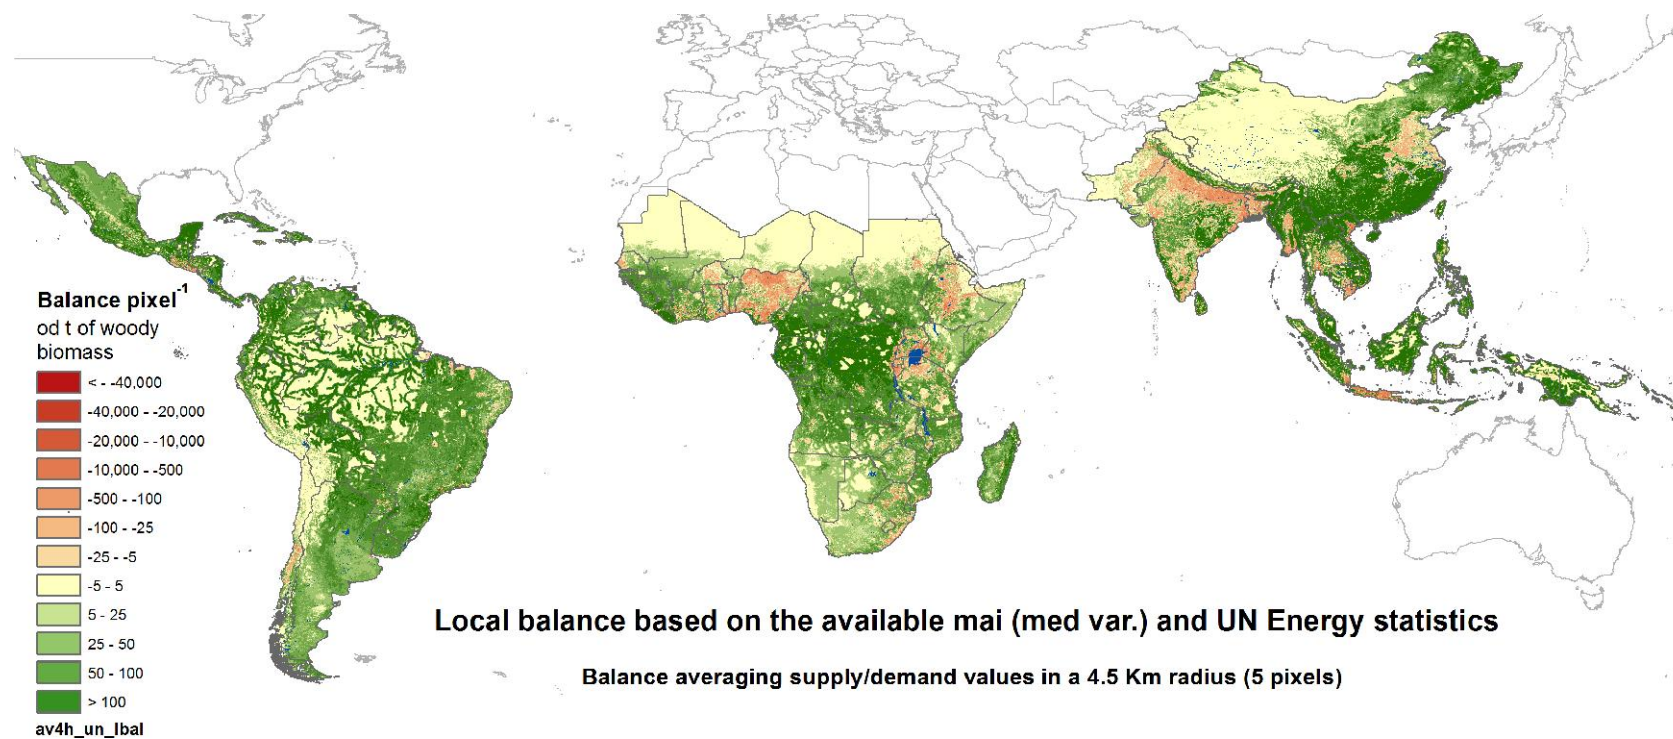 Balance pixel-1
od t of woody
biomass
< - -40,000
-40,000 - -20,000
-20,000 - -10,000
-10,000 - -500
-500 - -100
-100 - -25
-25 - -5
-5 - 5
5 - 25
25 - 50
50 - 100
> 100
av4h_un_lbal
Local balance based on the available mai (med var.) and UN Energy statistics
Balance averaging supply/demand values in a 4.5 Km radius (5 pixels)